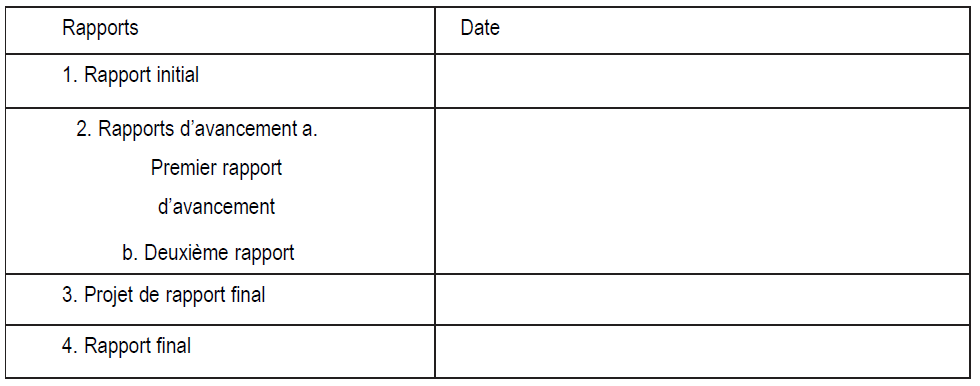 Rapports Date
1. Rapport initial
2. Rapports d’avancement a.
Premier rapport
d’avancement
b. Deuxième rapport
3. Projet de rapport final
4. Rapport final